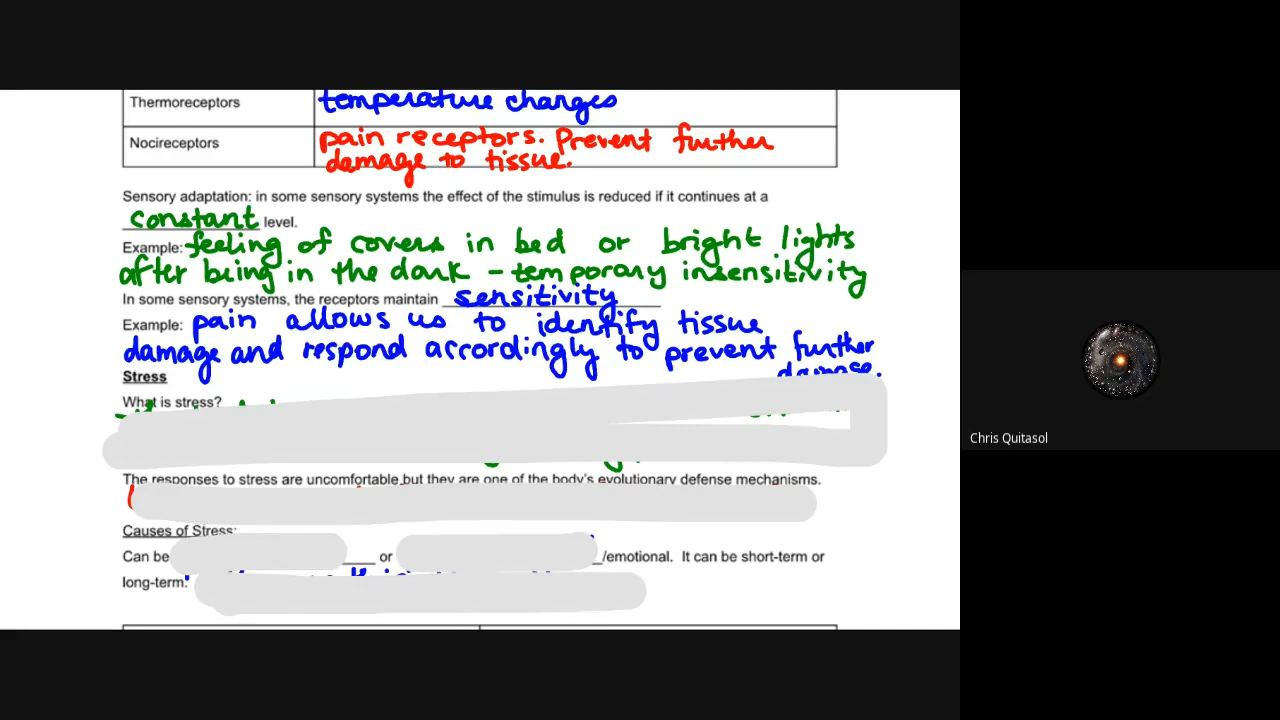 Thermoreceptors temperature changes
Nocireceptors pain receptors. Prevent further
damage to tissue.
Sensory adaptation: in some sensory systems the effect of the stimulus is reduced if it continues at a
constant level.
Example: feeling of covers in bed or bright lights
after being in the dark - temporary insensitivity
In some sensory systems, the receptors maintain sensitivity
Example: pain allows us to identify tissue
damage and respond accordingly to prevent further
damage.
Stress
What is stress?
The responses to stress are uncomfortable but they are one of the body's evolutionary defense mechanisms.
Causes of Stress:
Can be or /emotional. It can be short-term or
long-term.
Chris Quitasol